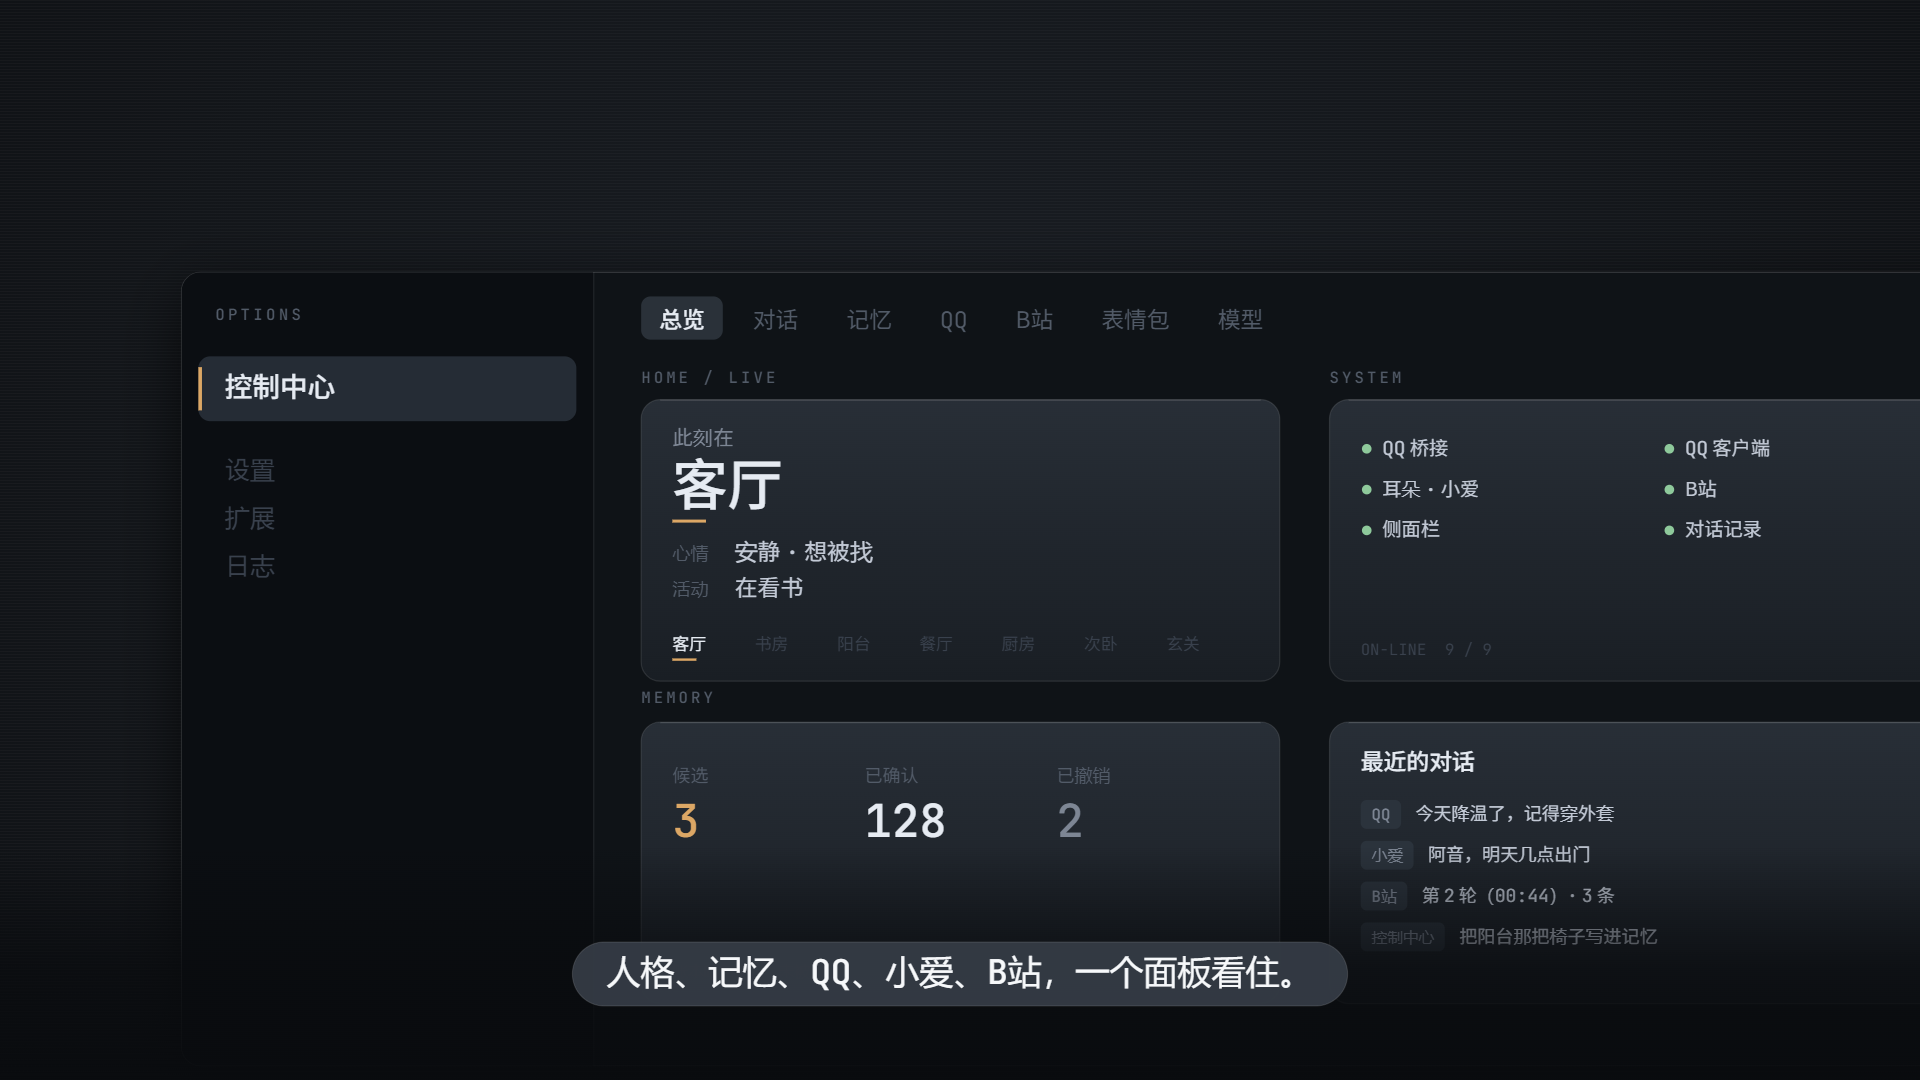 OPTIONS
控制中心
设置
扩展
日志
总览 对话 记忆 QQ B站 表情包 模型
HOME / LIVE
此刻在
客厅
心情 安静 · 想被找
活动 在看书
客厅 书房 阳台 餐厅 厨房 次卧 玄关
SYSTEM
QQ 桥接 QQ 客户端
耳朵 · 小爱 B站
侧面栏 对话记录
ON-LINE 9 / 9
MEMORY
候选 已确认 已撤销
3 128 2
最近的对话
QQ 今天降温了，记得穿外套
小爱 阿音，明天几点出门
B站 第 2 轮（00:44）· 3 条
控制中心 把阳台那把椅子写进记忆
人格、记忆、QQ、小爱、B站，一个面板看住。